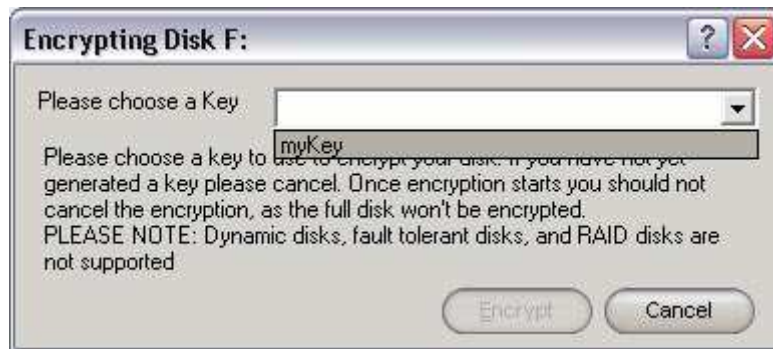 Encrypting Disk F:
Please choose a Key
myKey
Please choose a key to use to encrypt your disk. If you have not yet
generated a key please cancel. Once encryption starts you should not
cancel the encryption, as the full disk won't be encrypted.
PLEASE NOTE: Dynamic disks, fault tolerant disks, and RAID disks are
not supported
Encrypt
Cancel